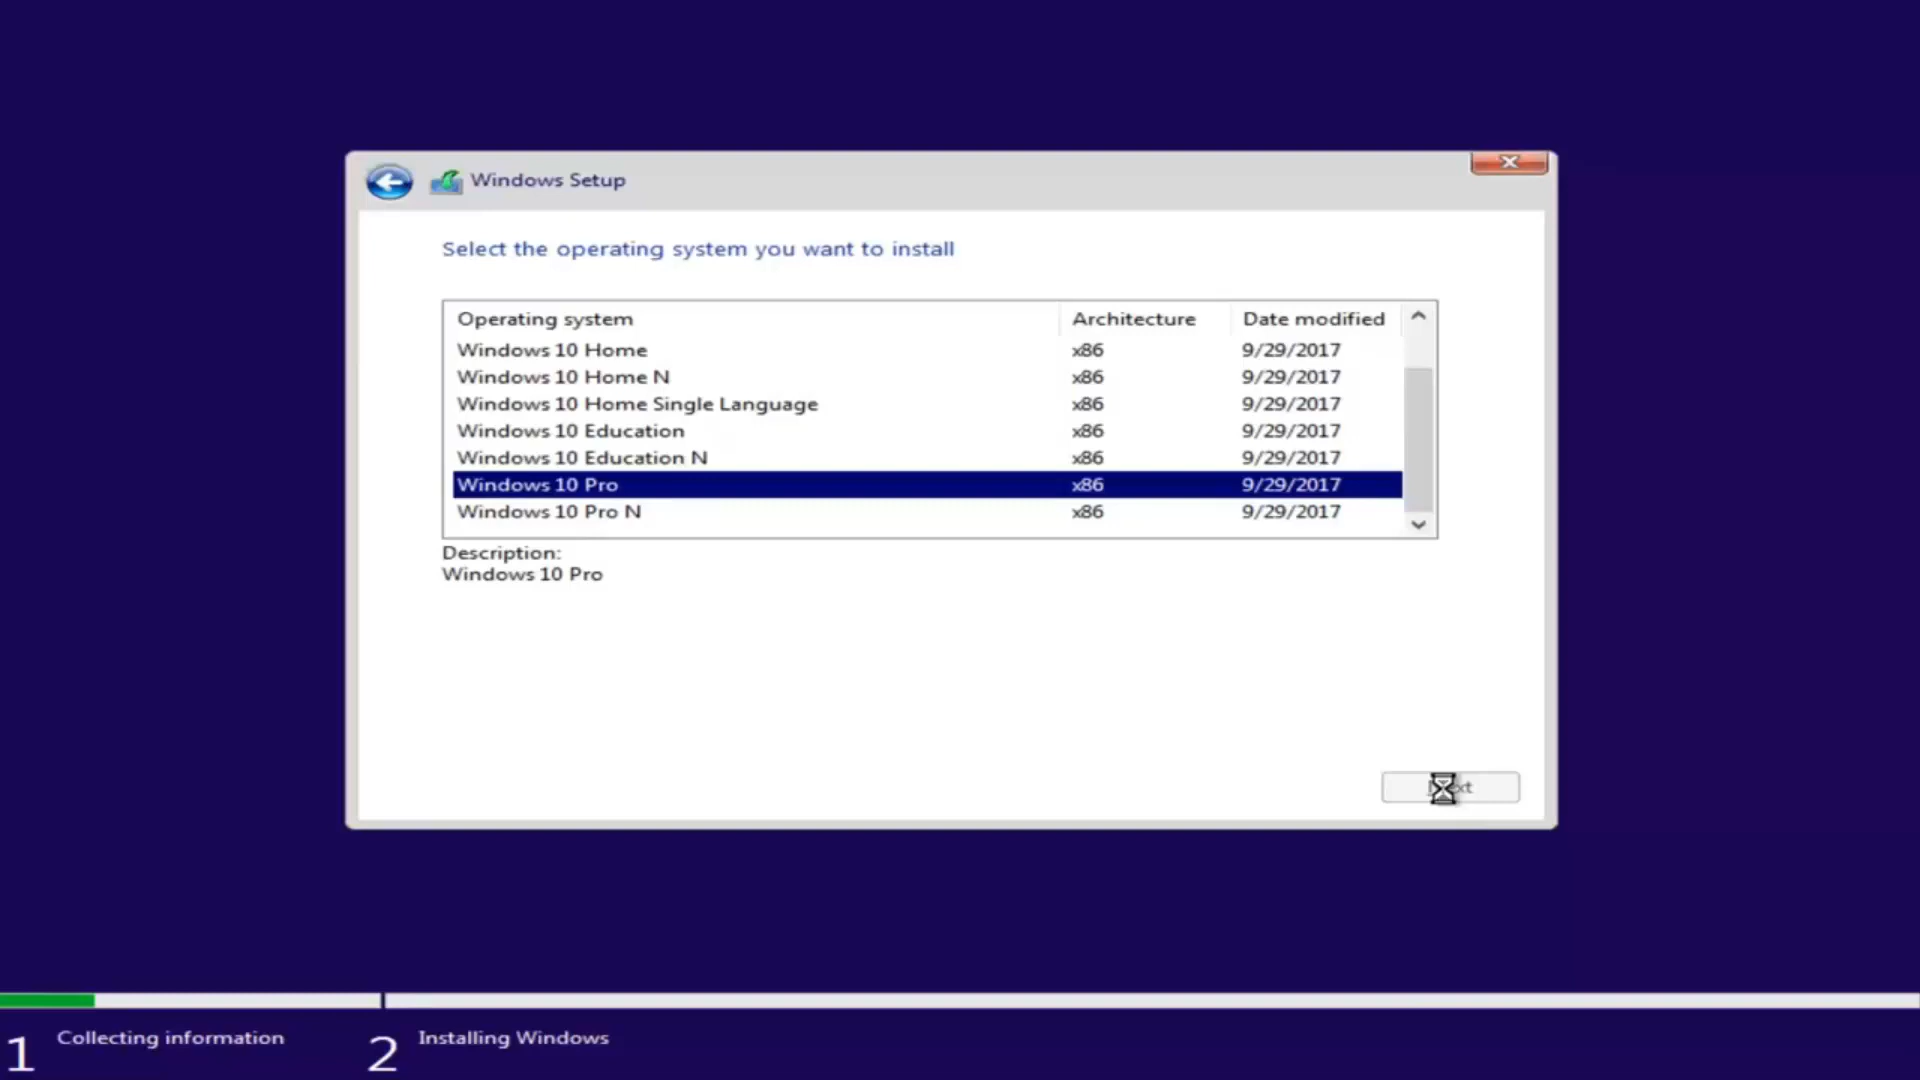 Windows Setup
Select the operating system you want to install
Operating system Architecture Date modified
Windows 10 Home x86 9/29/2017
Windows 10 Home N x86 9/29/2017
Windows 10 Home Single Language x86 9/29/2017
Windows 10 Education x86 9/29/2017
Windows 10 Education N x86 9/29/2017
Windows 10 Pro x86 9/29/2017
Windows 10 Pro N x86 9/29/2017
Description:
Windows 10 Pro
1 Collecting information 2 Installing Windows